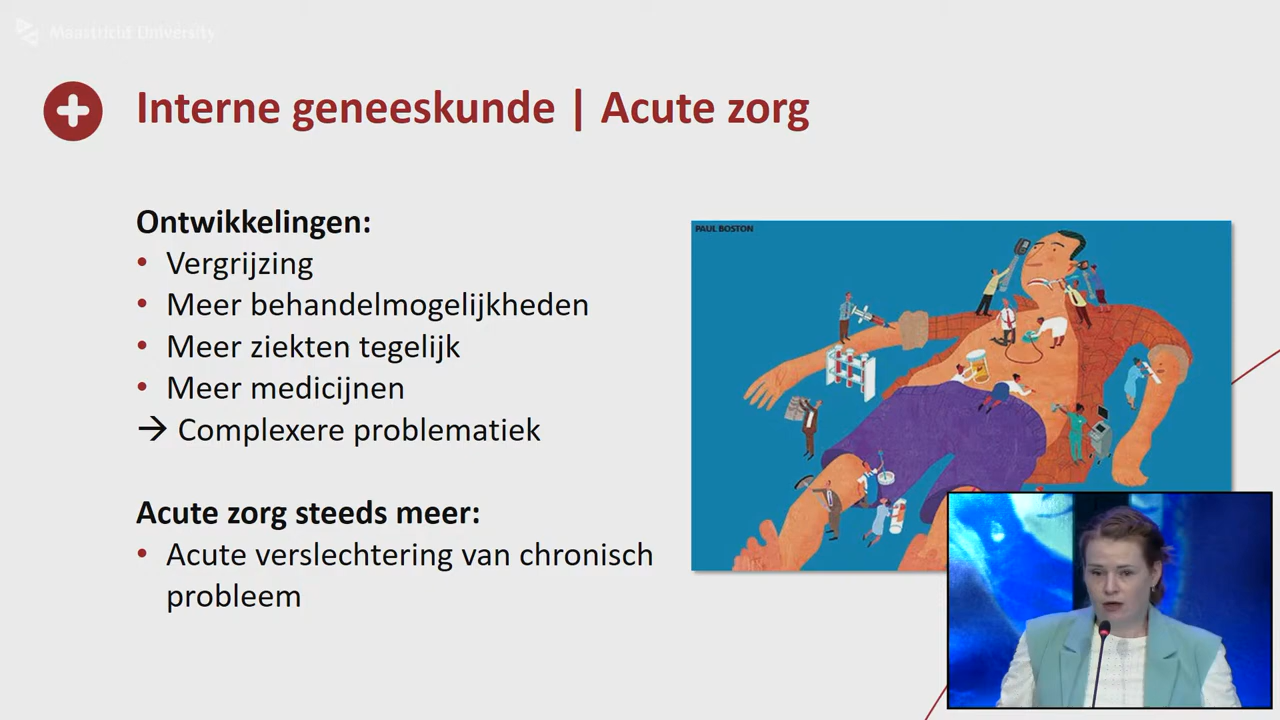 Maastricht University
Interne geneeskunde | Acute zorg
Ontwikkelingen:
• Vergrijzing
• Meer behandelmogelijkheden
• Meer ziekten tegelijk
• Meer medicijnen
→ Complexere problematiek
PAUL BOSTON
Acute zorg steeds meer:
• Acute verslechtering van chronisch
probleem